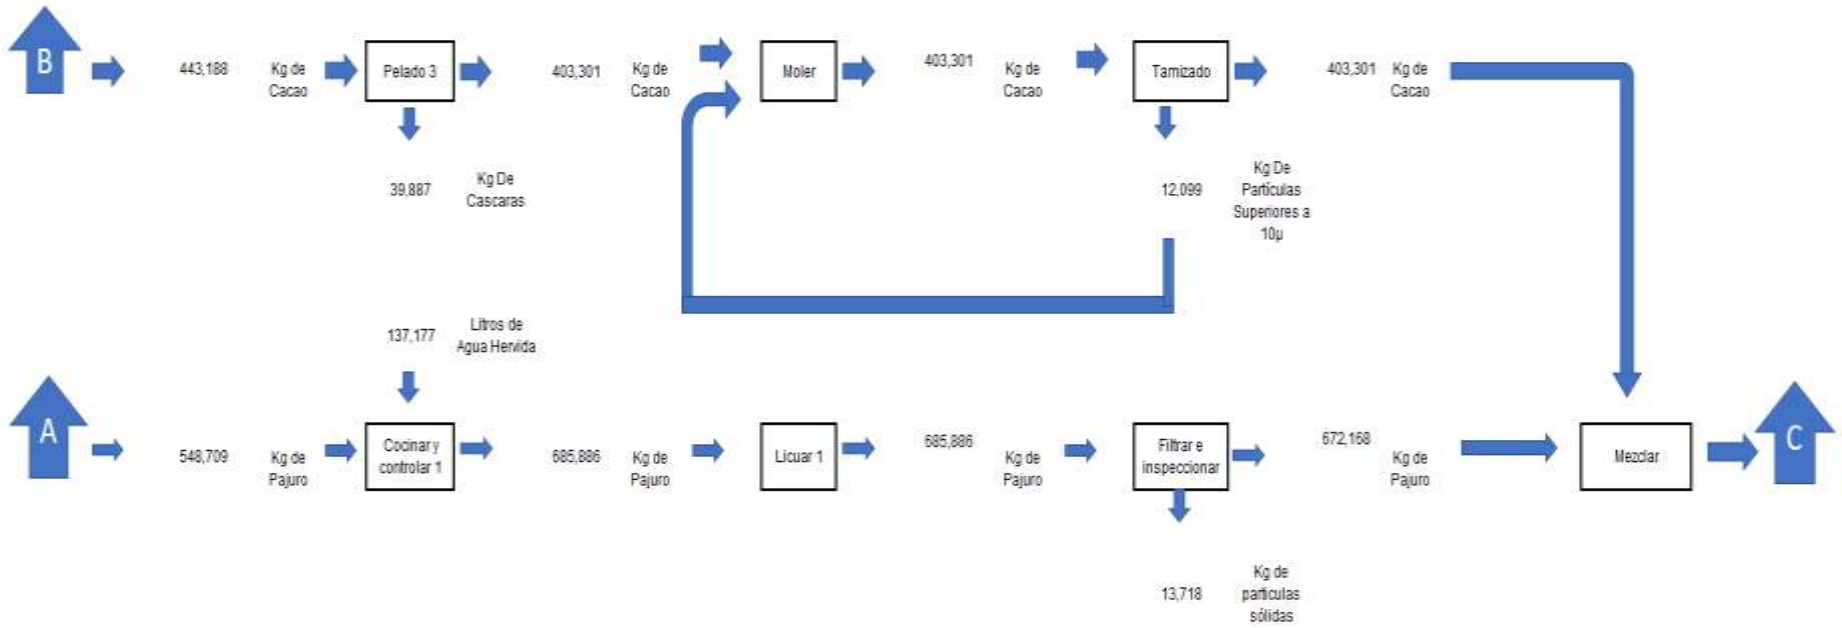 B
443,188
Kg de
Cacao
Pelado 3
403,301
Kg de
Cacao
Moler
403,301
Kg de
Cacao
Tamizado
403,301
Kg de
Cacao
39,887
Kg De
Cascaras
12,099
Kg De
Partículas
Superiores a
10µ
137,177
Litros de
Agua Hervida
A
548,709
Kg de
Pajuro
Cocinar y
controlar 1
685,886
Kg de
Pajuro
Licuar 1
685,886
Kg de
Pajuro
Filtrar e
inspeccionar
672,168
Kg de
Pajuro
Mezclar
C
13,718
Kg de
particulas
sólidas